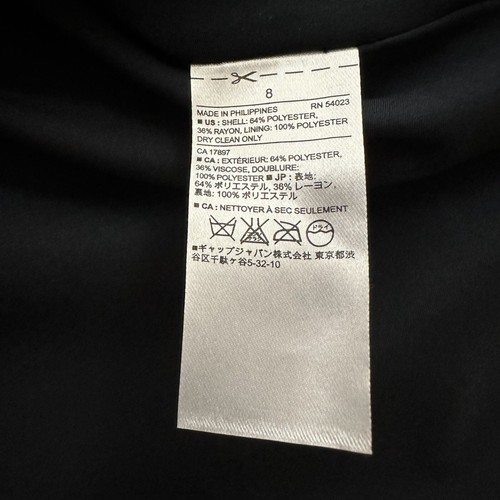 8
MADE IN PHILIPPINES RN 54023
■ US : SHELL: 64% POLYESTER,
36% RAYON, LINING: 100% POLYESTER
DRY CLEAN ONLY
CA 17897
■ CA : EXTÉRIEUR: 64% POLYESTER,
36% VISCOSE, DOUBLURE:
100% POLYESTER ■ JP : 表地:
64% ポリエステル, 36% レーヨン,
裏地: 100% ポリエステル
■ CA : NETTOYER À SEC SEULEMENT
ドライ
■ギャップジャパン株式会社 東京都渋
谷区千駄ヶ谷5-32-10